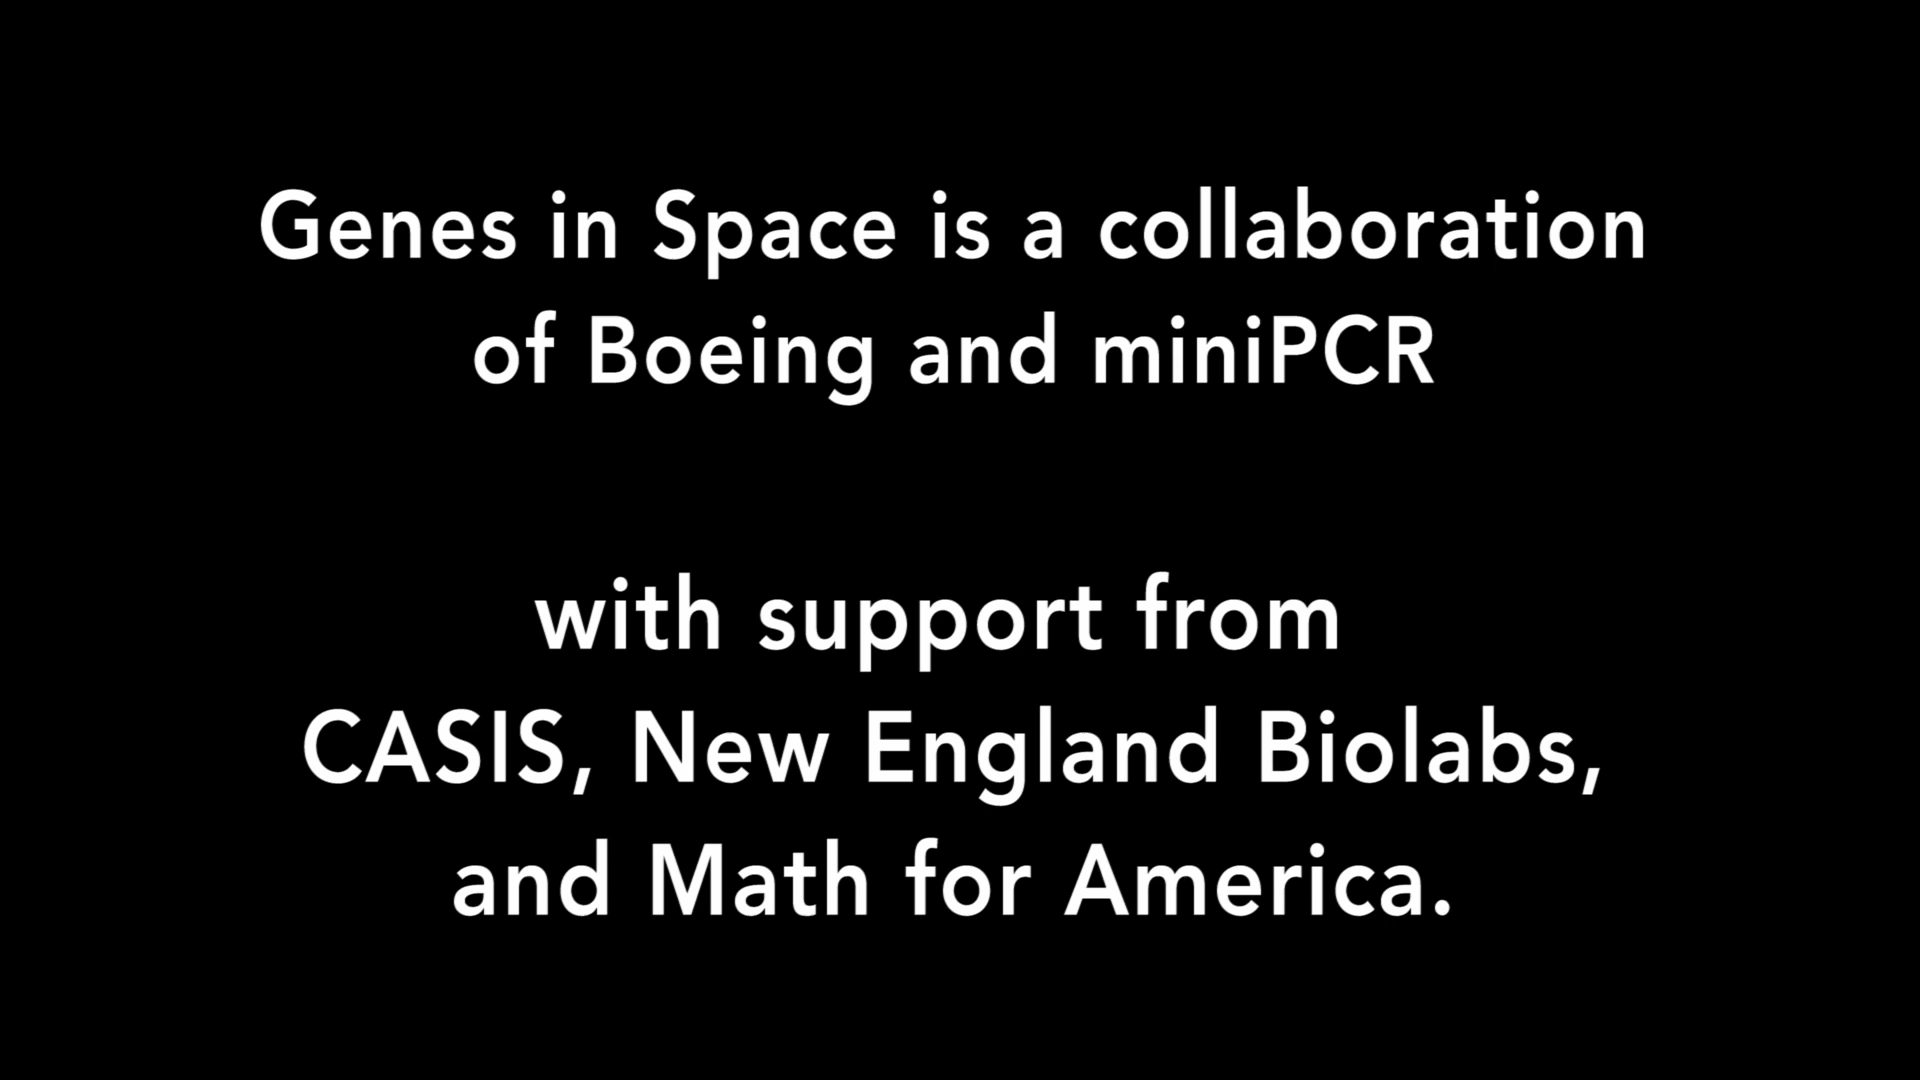 Genes in Space is a collaboration
of Boeing and miniPCR
with support from
CASIS, New England Biolabs,
and Math for America.